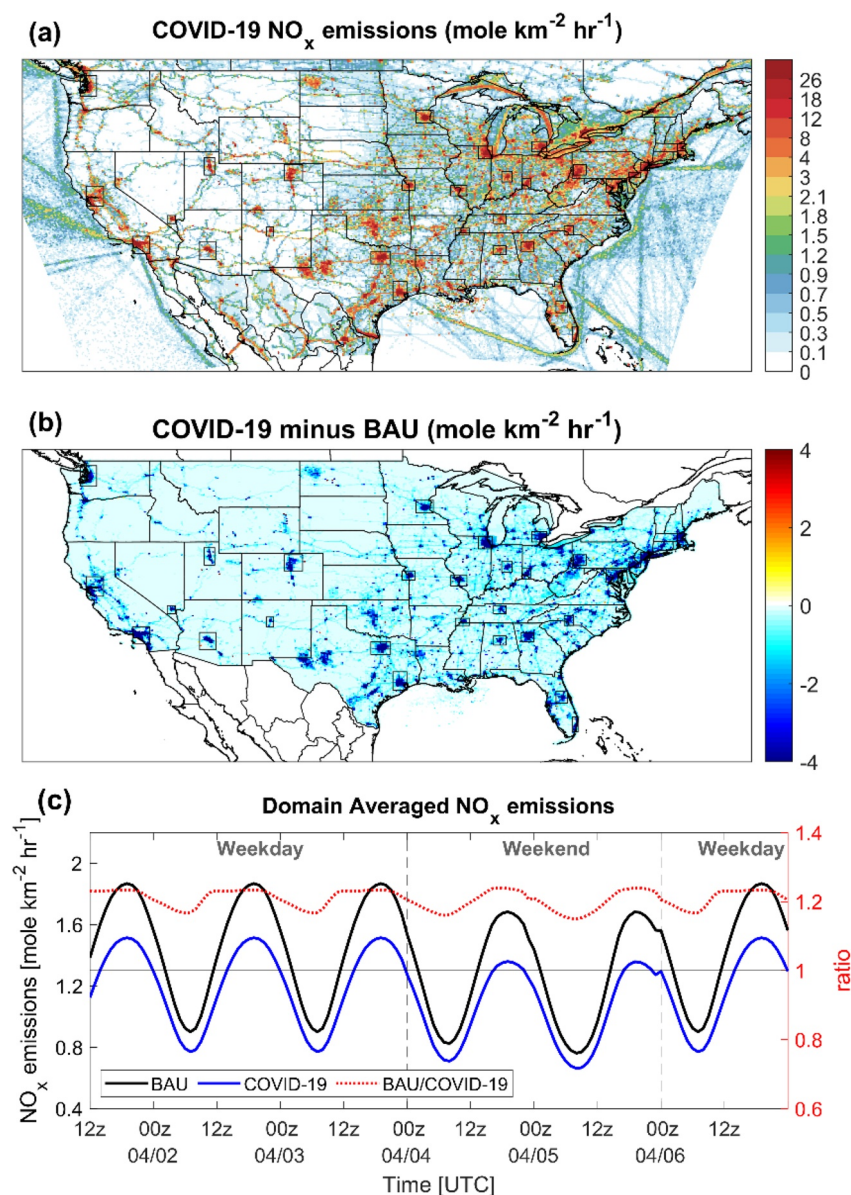 (a)
COVID-19 NOₓ emissions (mole km⁻² hr⁻¹)
26
18
12
8
4
3
2.1
1.8
1.5
1.2
0.9
0.7
0.5
0.3
0.1
0
(b)
COVID-19 minus BAU (mole km⁻² hr⁻¹)
4
2
0
-2
-4
(c)
Domain Averaged NOₓ emissions
NOₓ emissions [mole km⁻² hr⁻¹]
2
1.6
1.2
0.8
0.4
Weekday
Weekend
Weekday
1.4
1.2
1
0.8
0.6
ratio
BAU
COVID-19
BAU/COVID-19
12z 00z 12z 00z 12z 00z 12z 00z 12z 00z 12z
04/02 04/03 04/04 04/05 04/06
Time [UTC]